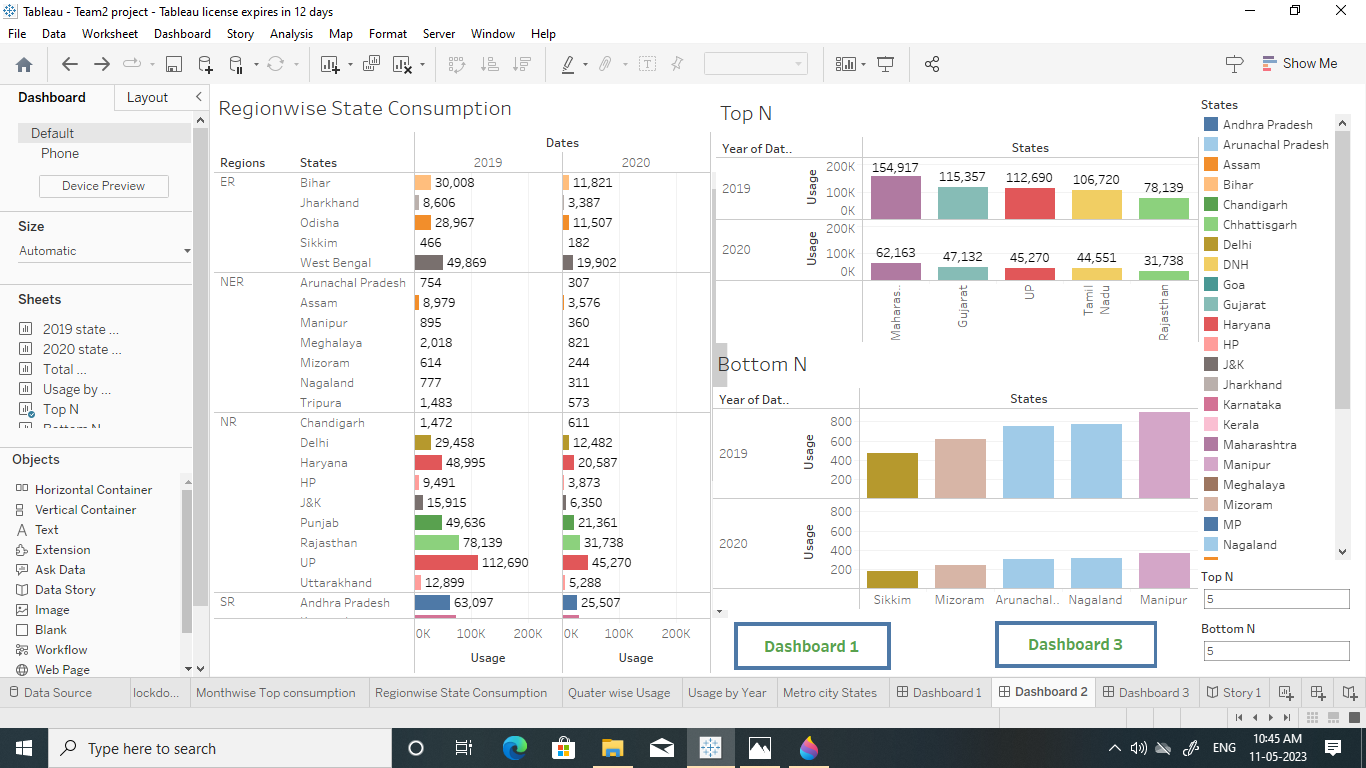 Tableau - Team2 project - Tableau license expires in 12 days
File Data Worksheet Dashboard Story Analysis Map Format Server Window Help
Show Me
Dashboard Layout
Default
Phone
Device Preview
Size
Automatic
Sheets
2019 state ...
2020 state ...
Total ...
Usage by ...
Top N
Bottom N
Objects
Horizontal Container
Vertical Container
Text
Extension
Ask Data
Data Story
Image
Blank
Workflow
Web Page
Regionwise State Consumption
Dates
Regions States 2019 2020
ER Bihar 30,008 11,821
Jharkhand 8,606 3,387
Odisha 28,967 11,507
Sikkim 466 182
West Bengal 49,869 19,902
NER Arunachal Pradesh 754 307
Assam 8,979 3,576
Manipur 895 360
Meghalaya 2,018 821
Mizoram 614 244
Nagaland 777 311
Tripura 1,483 573
NR Chandigarh 1,472 611
Delhi 29,458 12,482
Haryana 48,995 20,587
HP 9,491 3,873
J&K 15,915 6,350
Punjab 49,636 21,361
Rajasthan 78,139 31,738
UP 112,690 45,270
Uttarakhand 12,899 5,288
SR Andhra Pradesh 63,097 25,507
0K 100K 200K 0K 100K 200K
Usage Usage
Top N
Year of Dat.. States
2019 Usage 200K 100K 0K
154,917 115,357 112,690 106,720 78,139
2020 Usage 200K 100K 0K
62,163 47,132 45,270 44,551 31,738
Maharas.. Gujarat UP Tamil Nadu Rajasthan
Bottom N
Year of Dat.. States
2019 Usage 800 600 400 200
2020 Usage 800 600 400 200
Sikkim Mizoram Arunachal.. Nagaland Manipur
Dashboard 1 Dashboard 3
States
Andhra Pradesh
Arunachal Pradesh
Assam
Bihar
Chandigarh
Chhattisgarh
Delhi
DNH
Goa
Gujarat
Haryana
HP
J&K
Jharkhand
Karnataka
Kerala
Maharashtra
Manipur
Meghalaya
Mizoram
MP
Nagaland
Top N
5
Bottom N
5
Data Source lockdo... Monthwise Top consumption Regionwise State Consumption Quater wise Usage Usage by Year Metro city States Dashboard 1 Dashboard 2 Dashboard 3 Story 1
Type here to search
ENG
10:45 AM
11-05-2023